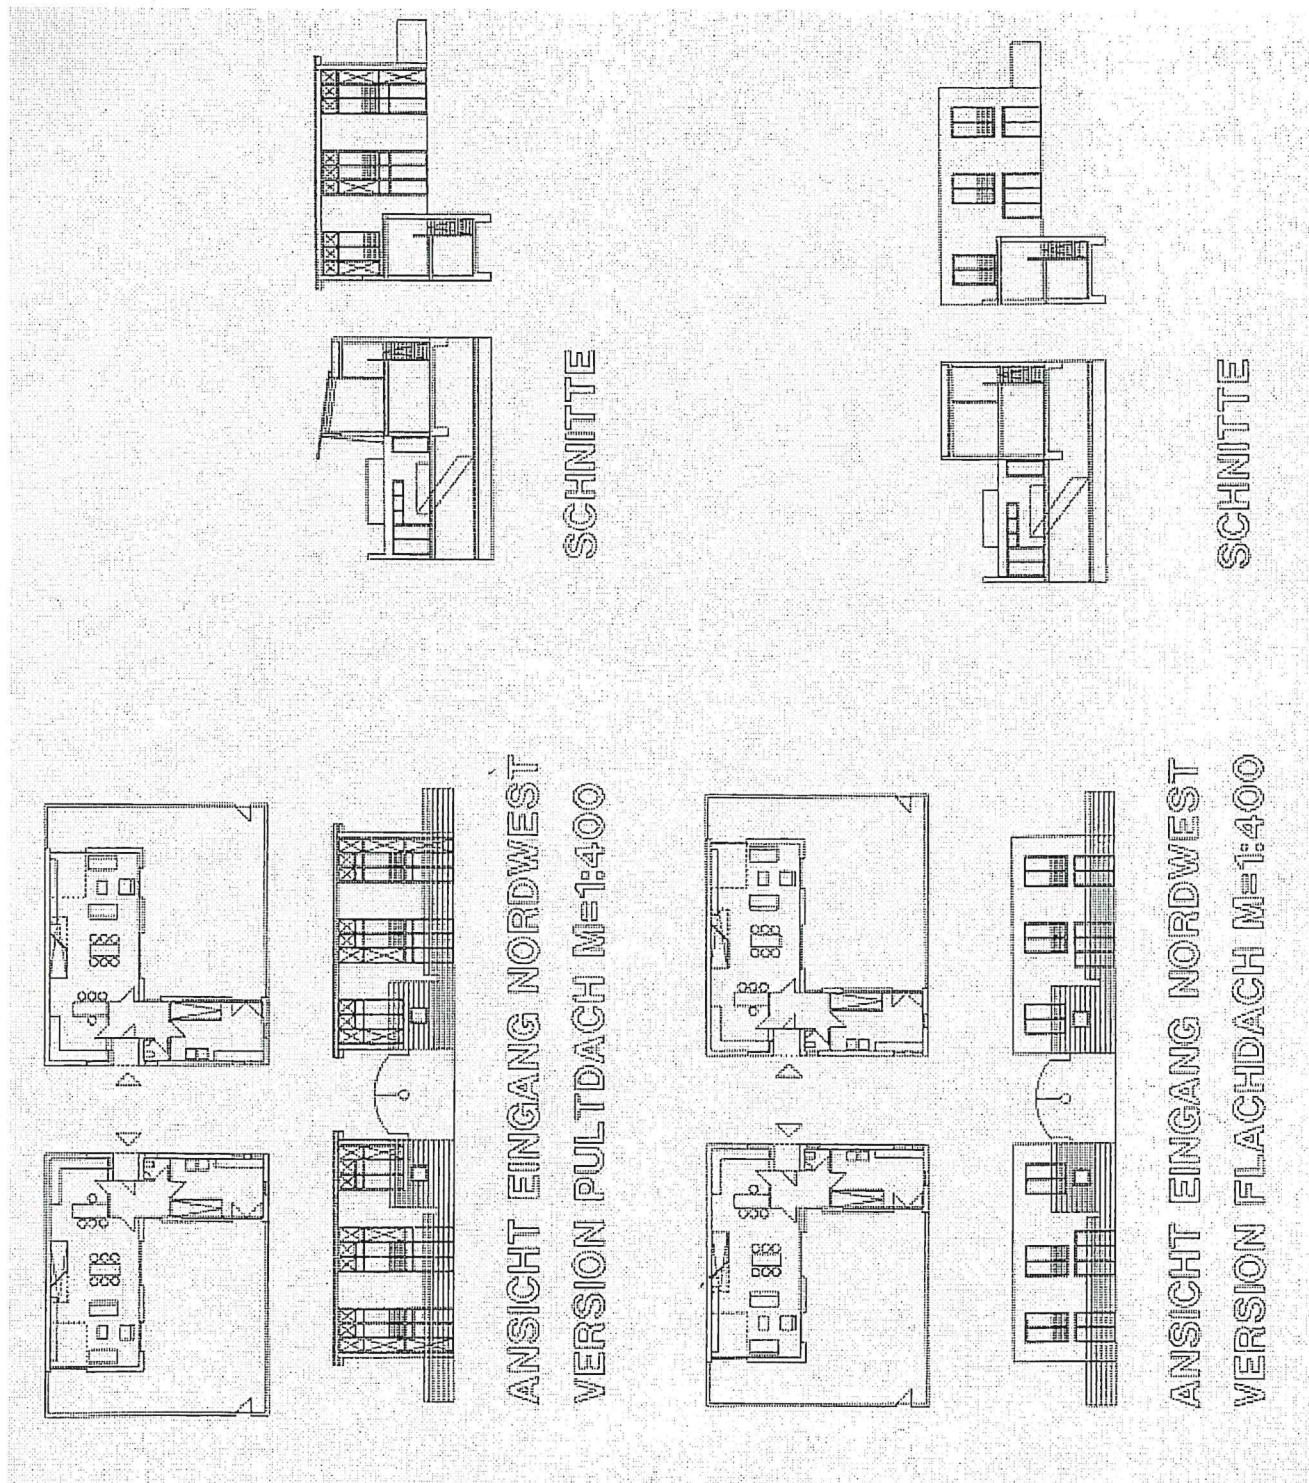 ANSICHT EINGANG NORDWEST
VERSION PULTDACH M=1:400
SCHNITTE
ANSICHT EINGANG NORDWEST
VERSION FLACHDACH M=1:400
SCHNITTE